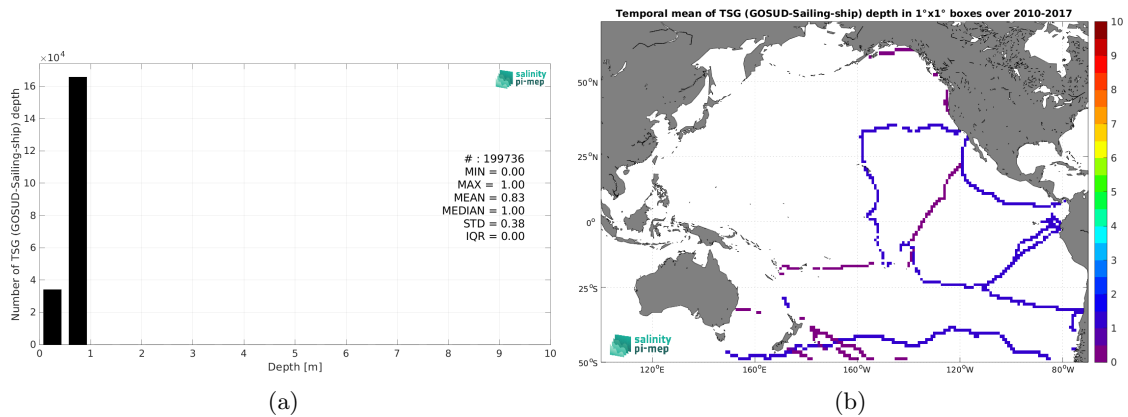 ×10⁴
16
14
12
10
8
6
4
2
0
Number of TSG (GOSUD-Sailing-ship) depth
0 1 2 3 4 5 6 7 8 9 10
Depth [m]
salinity
pi-mep
# : 199736
MIN = 0.00
MAX = 1.00
MEAN = 0.83
MEDIAN = 1.00
STD = 0.38
IQR = 0.00
(a)
Temporal mean of TSG (GOSUD-Sailing-ship) depth in 1°x1° boxes over 2010-2017
50°N
25°N
0°
25°S
50°S
120°E 160°E 160°W 120°W 80°W
salinity
pi-mep
10
9
8
7
6
5
4
3
2
1
0
(b)